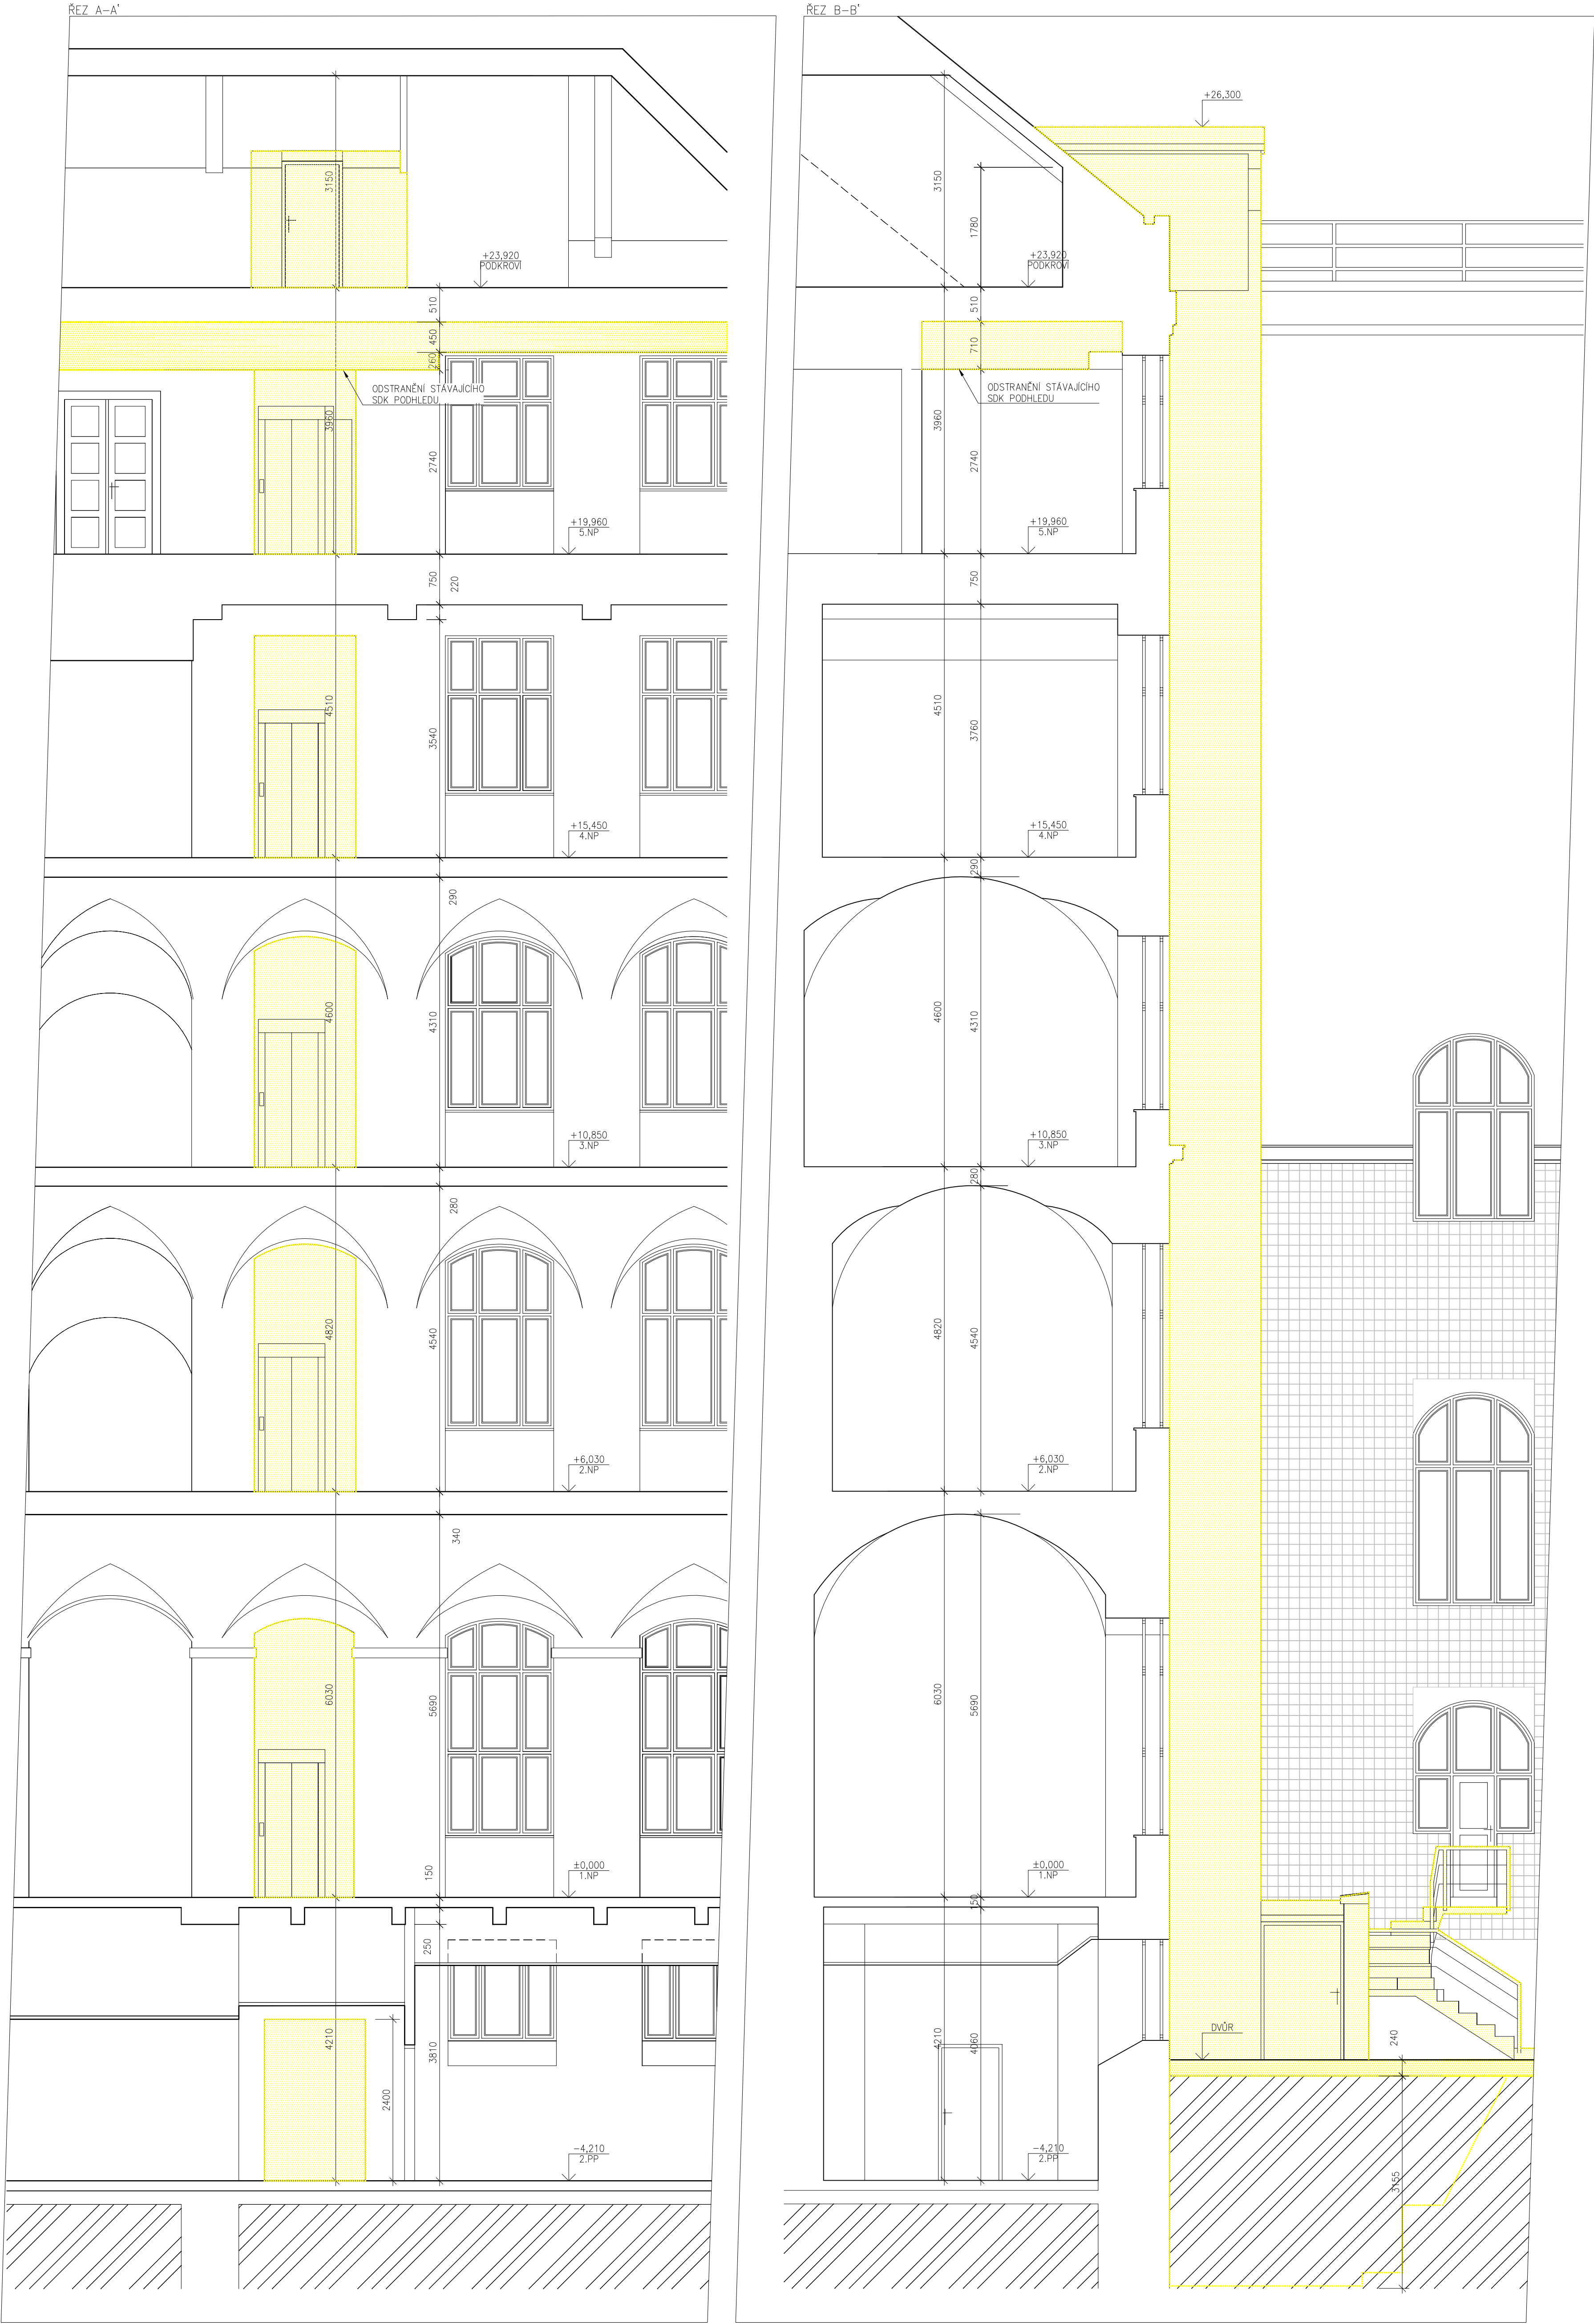 ŘEZ A-A'
3150
+23,920
PODKROVÍ
510
450
260
ODSTRANĚNÍ STÁVAJÍCÍHO
SDK PODHLEDU
3960
2740
+19,960
5.NP
750
220
4510
3540
+15,450
4.NP
290
4600
4310
+10,850
3.NP
280
4820
4540
+6,030
2.NP
340
6030
5690
150
±0,000
1.NP
250
4210
3810
2400
-4,210
2.PP
ŘEZ B-B'
+26,300
3150
1780
+23,920
PODKROVÍ
510
710
ODSTRANĚNÍ STÁVAJÍCÍHO
SDK PODHLEDU
3960
2740
+19,960
5.NP
750
4510
3760
+15,450
4.NP
290
4600
4310
+10,850
3.NP
280
4820
4540
+6,030
2.NP
6030
5690
±0,000
1.NP
150
4210
4060
DVŮR
240
-4,210
2.PP
3155